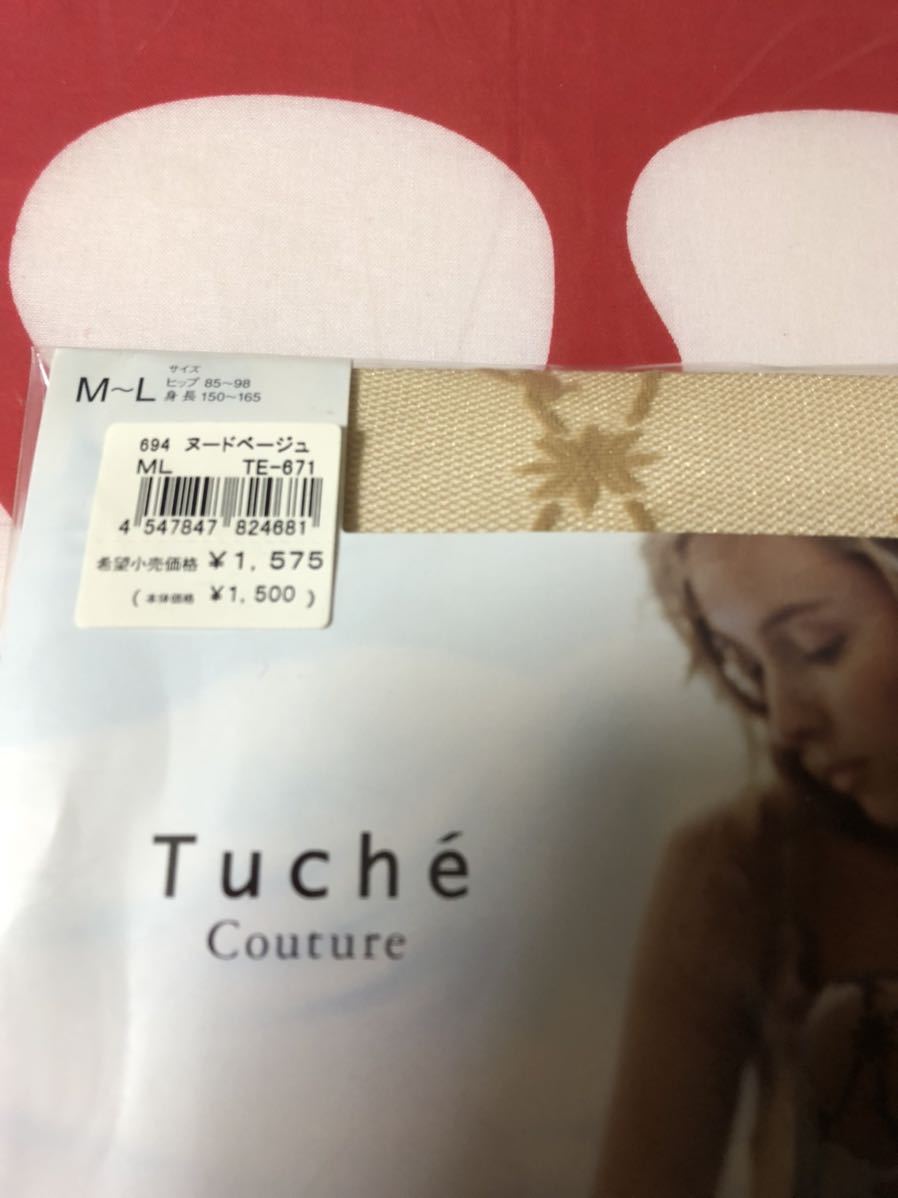 M～L
サイズ
ヒップ 85～98
身長 150～165
694 ヌードベージュ
ML TE-671
4 547847 824681
希望小売価格 ￥1,575
(本体価格 ￥1,500)
Tuché
Couture